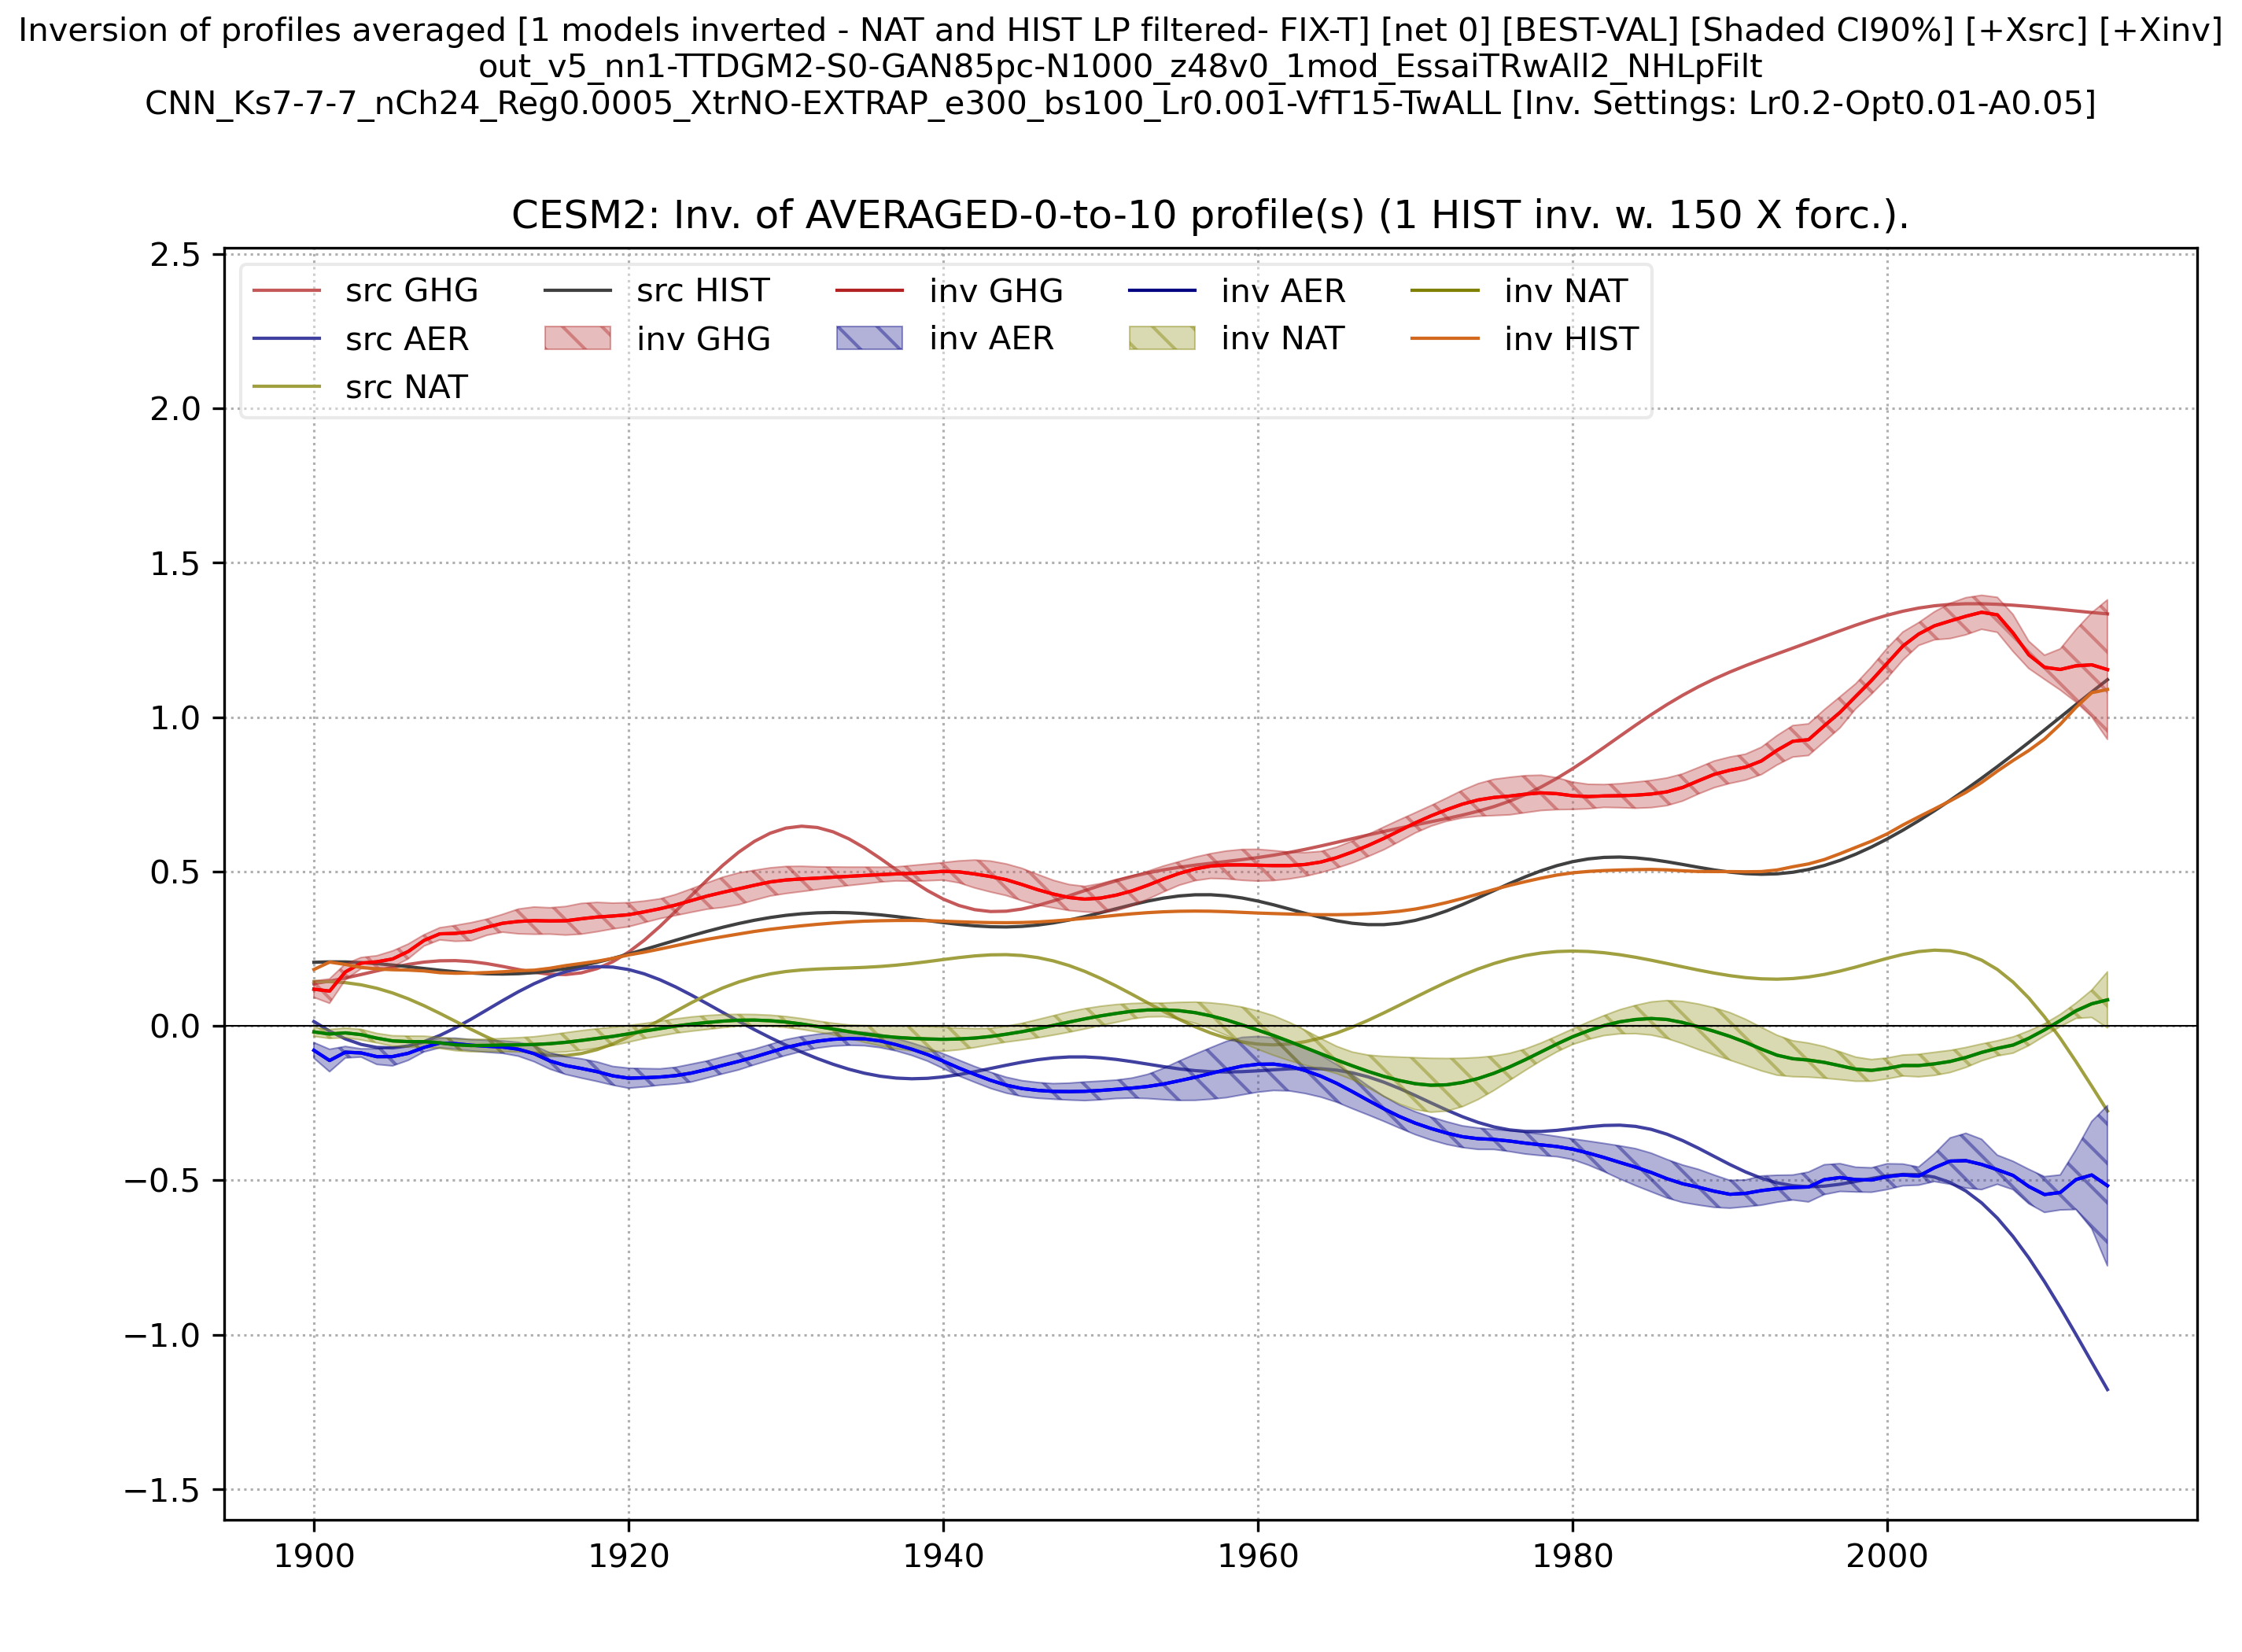 Inversion of profiles averaged [1 models inverted - NAT and HIST LP filtered- FIX-T] [net 0] [BEST-VAL] [Shaded CI90%] [+Xsrc] [+Xinv]
out_v5_nn1-TTDGM2-S0-GAN85pc-N1000_z48v0_1mod_EssaiTRwAll2_NHLpFilt
CNN_Ks7-7-7_nCh24_Reg0.0005_XtrNO-EXTRAP_e300_bs100_Lr0.001-VfT15-TwALL [Inv. Settings: Lr0.2-Opt0.01-A0.05]
CESM2: Inv. of AVERAGED-0-to-10 profile(s) (1 HIST inv. w. 150 X forc.).
src GHG src HIST inv GHG inv AER inv NAT
src AER inv GHG inv AER inv NAT inv HIST
src NAT
2.5
2.0
1.5
1.0
0.5
0.0
−0.5
−1.0
−1.5
1900 1920 1940 1960 1980 2000